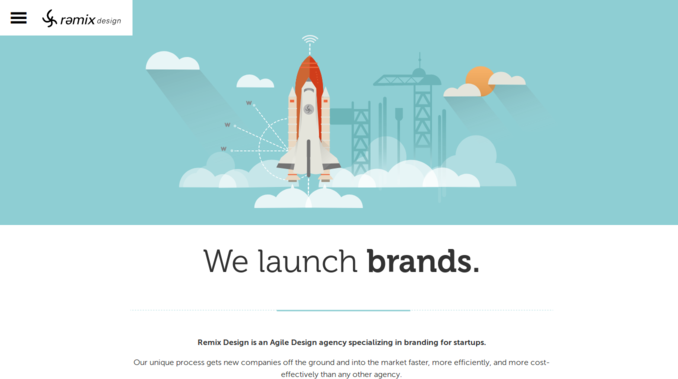 rəmix design
W
W
W
We launch brands.
Remix Design is an Agile Design agency specializing in branding for startups.
Our unique process gets new companies off the ground and into the market faster, more efficiently, and more cost-
effectively than any other agency.